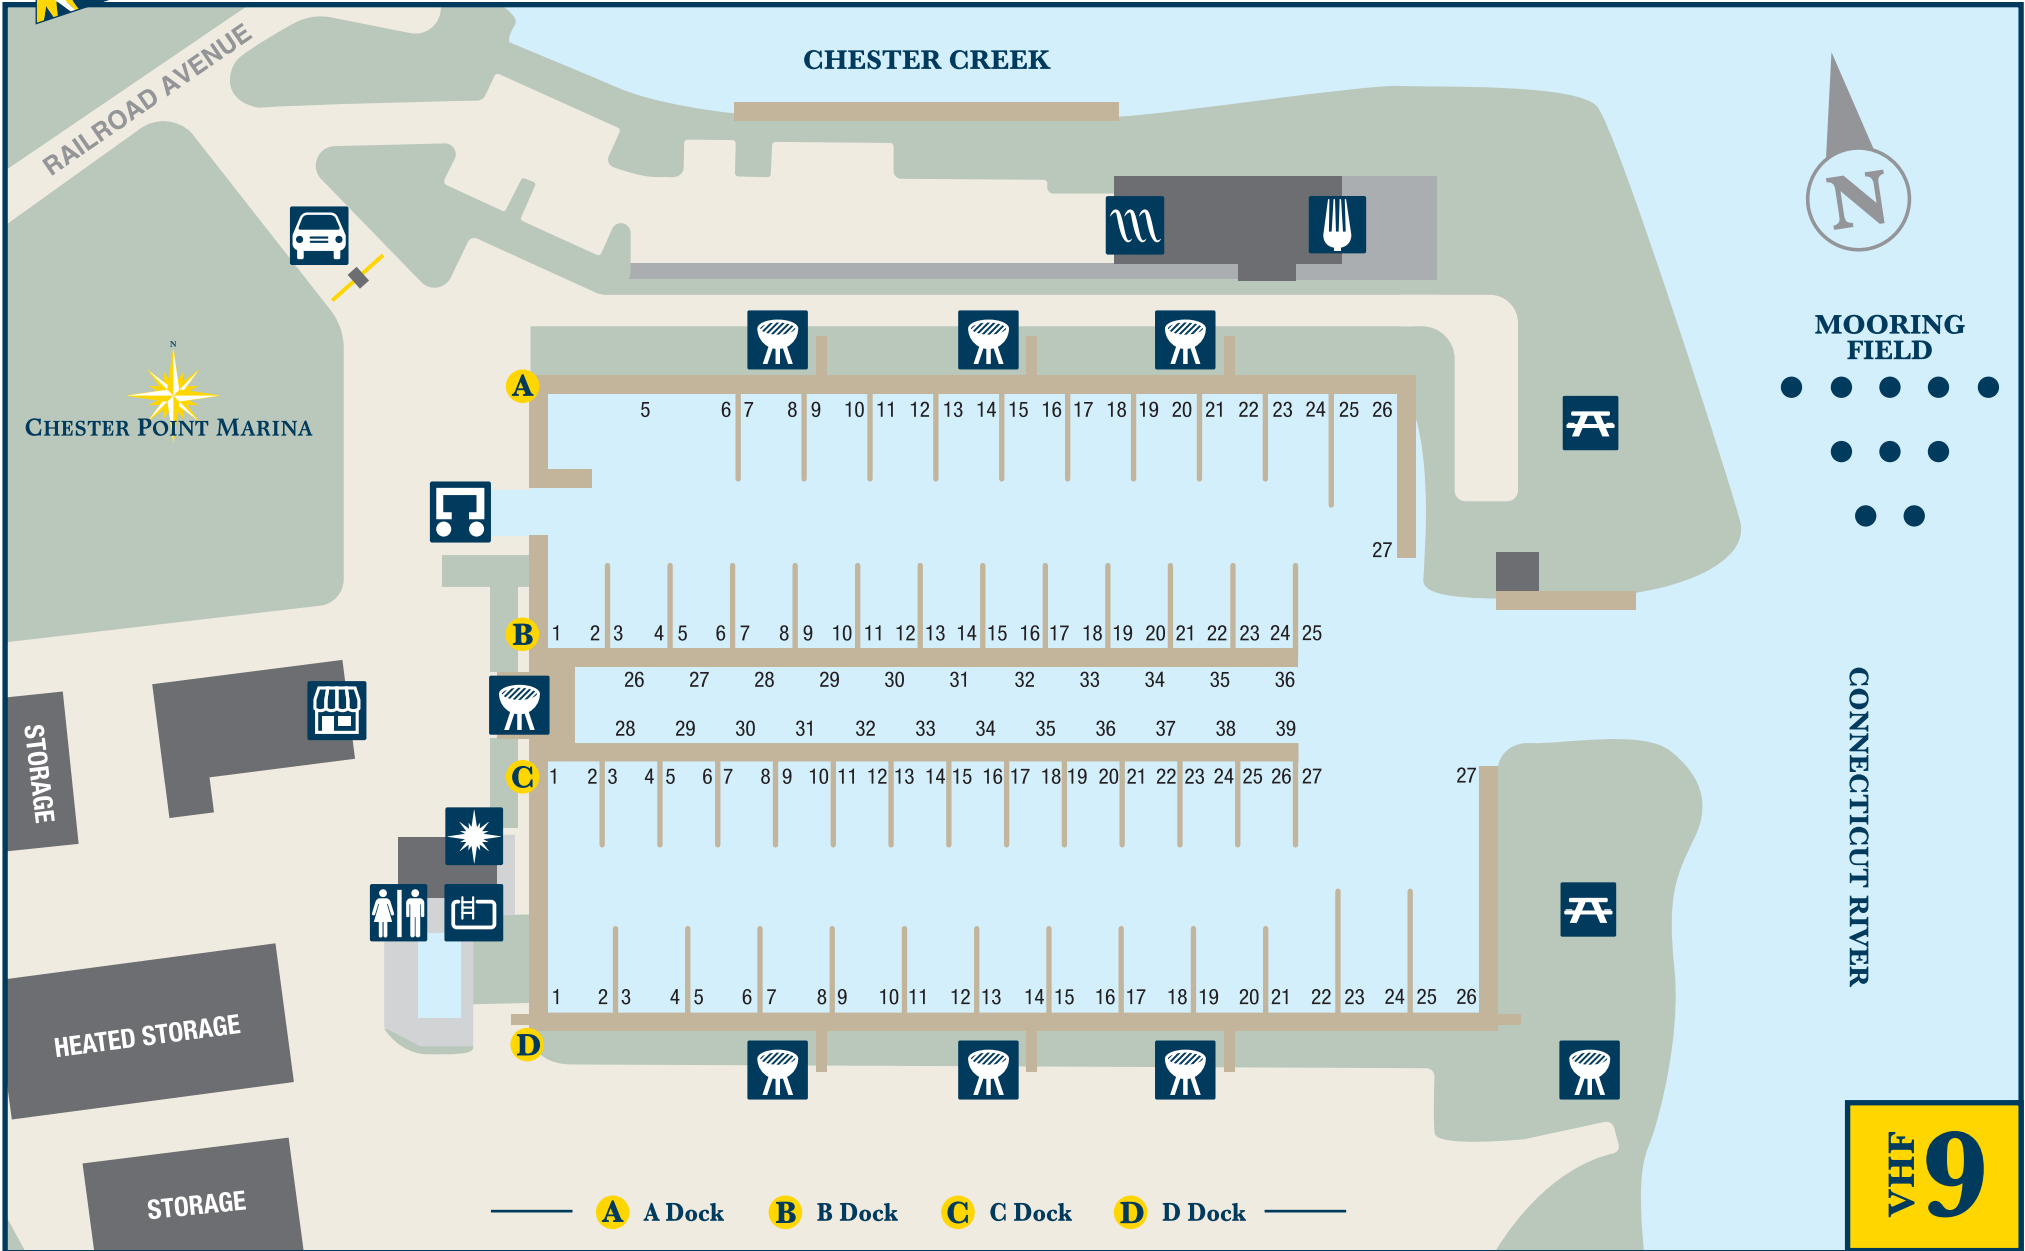 CHESTER CREEK
RAILROAD AVENUE
N
MOORING
FIELD
N
CHESTER POINT MARINA
A
5 6 7 8 9 10 11 12 13 14 15 16 17 18 19 20 21 22 23 24 25 26
27
B
1 2 3 4 5 6 7 8 9 10 11 12 13 14 15 16 17 18 19 20 21 22 23 24 25
26 27 28 29 30 31 32 33 34 35 36
28 29 30 31 32 33 34 35 36 37 38 39
C
1 2 3 4 5 6 7 8 9 10 11 12 13 14 15 16 17 18 19 20 21 22 23 24 25 26 27
27
CONNECTICUT RIVER
STORAGE
1 2 3 4 5 6 7 8 9 10 11 12 13 14 15 16 17 18 19 20 21 22 23 24 25 26
D
HEATED STORAGE
STORAGE
A A Dock B B Dock C C Dock D D Dock
VHF 9